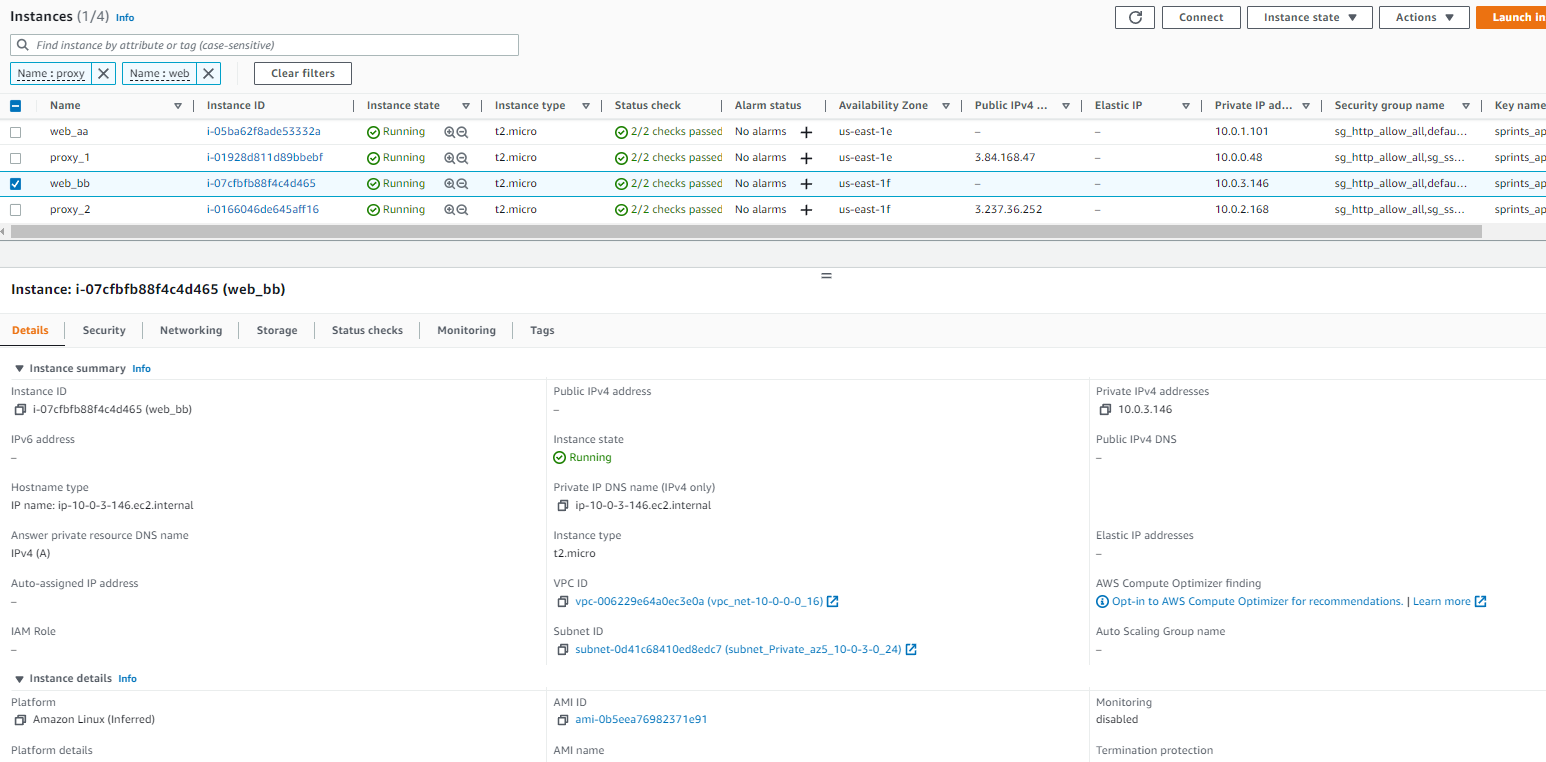 Instances (1/4) Info Connect Instance state Actions Launch in
Find instance by attribute or tag (case-sensitive)
Name : proxy Name : web Clear filters
Name Instance ID Instance state Instance type Status check Alarm status Availability Zone Public IPv4 ... Elastic IP Private IP ad... Security group name Key name
web_aa i-05ba62f8ade53332a Running t2.micro 2/2 checks passed No alarms + us-east-1e – – 10.0.1.101 sg_http_allow_all,defau... sprints_ap
proxy_1 i-01928d811d89bbebf Running t2.micro 2/2 checks passed No alarms + us-east-1e 3.84.168.47 – 10.0.0.48 sg_http_allow_all,sg_ss... sprints_ap
web_bb i-07cfbfb88f4c4d465 Running t2.micro 2/2 checks passed No alarms + us-east-1f – – 10.0.3.146 sg_http_allow_all,defau... sprints_ap
proxy_2 i-0166046de645aff16 Running t2.micro 2/2 checks passed No alarms + us-east-1f 3.237.36.252 – 10.0.2.168 sg_http_allow_all,sg_ss... sprints_ap
Instance: i-07cfbfb88f4c4d465 (web_bb)
Details Security Networking Storage Status checks Monitoring Tags
Instance summary Info
Instance ID Public IPv4 address Private IPv4 addresses
i-07cfbfb88f4c4d465 (web_bb) – 10.0.3.146
IPv6 address Instance state Public IPv4 DNS
– Running –
Hostname type Private IP DNS name (IPv4 only)
IP name: ip-10-0-3-146.ec2.internal ip-10-0-3-146.ec2.internal
Answer private resource DNS name Instance type Elastic IP addresses
IPv4 (A) t2.micro –
Auto-assigned IP address VPC ID AWS Compute Optimizer finding
– vpc-006229e64a0ec3e0a (vpc_net-10-0-0-0_16) Opt-in to AWS Compute Optimizer for recommendations. | Learn more
IAM Role Subnet ID Auto Scaling Group name
– subnet-0d41c68410ed8edc7 (subnet_Private_az5_10-0-3-0_24) –
Instance details Info
Platform AMI ID Monitoring
Amazon Linux (Inferred) ami-0b5eea76982371e91 disabled
Platform details AMI name Termination protection